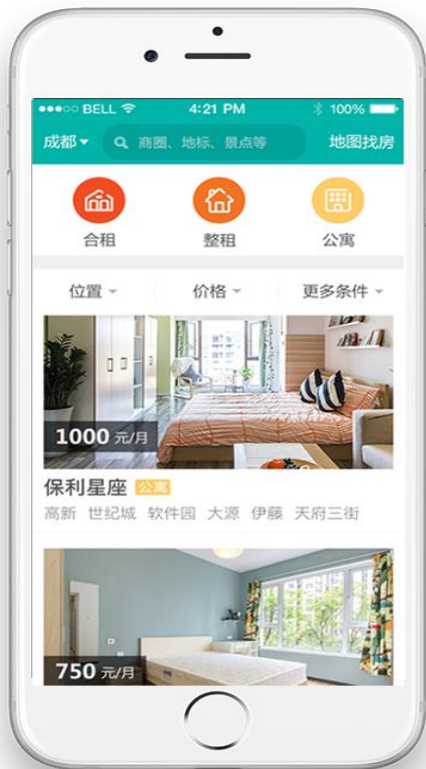 ●●●○○ BELL 4:21 PM 100%
成都 商圈、地标、景点等 地图找房
合租 整租 公寓
位置 价格 更多条件
1000 元/月
保利星座 公寓
高新 世纪城 软件园 大源 伊藤 天府三街
750 元/月